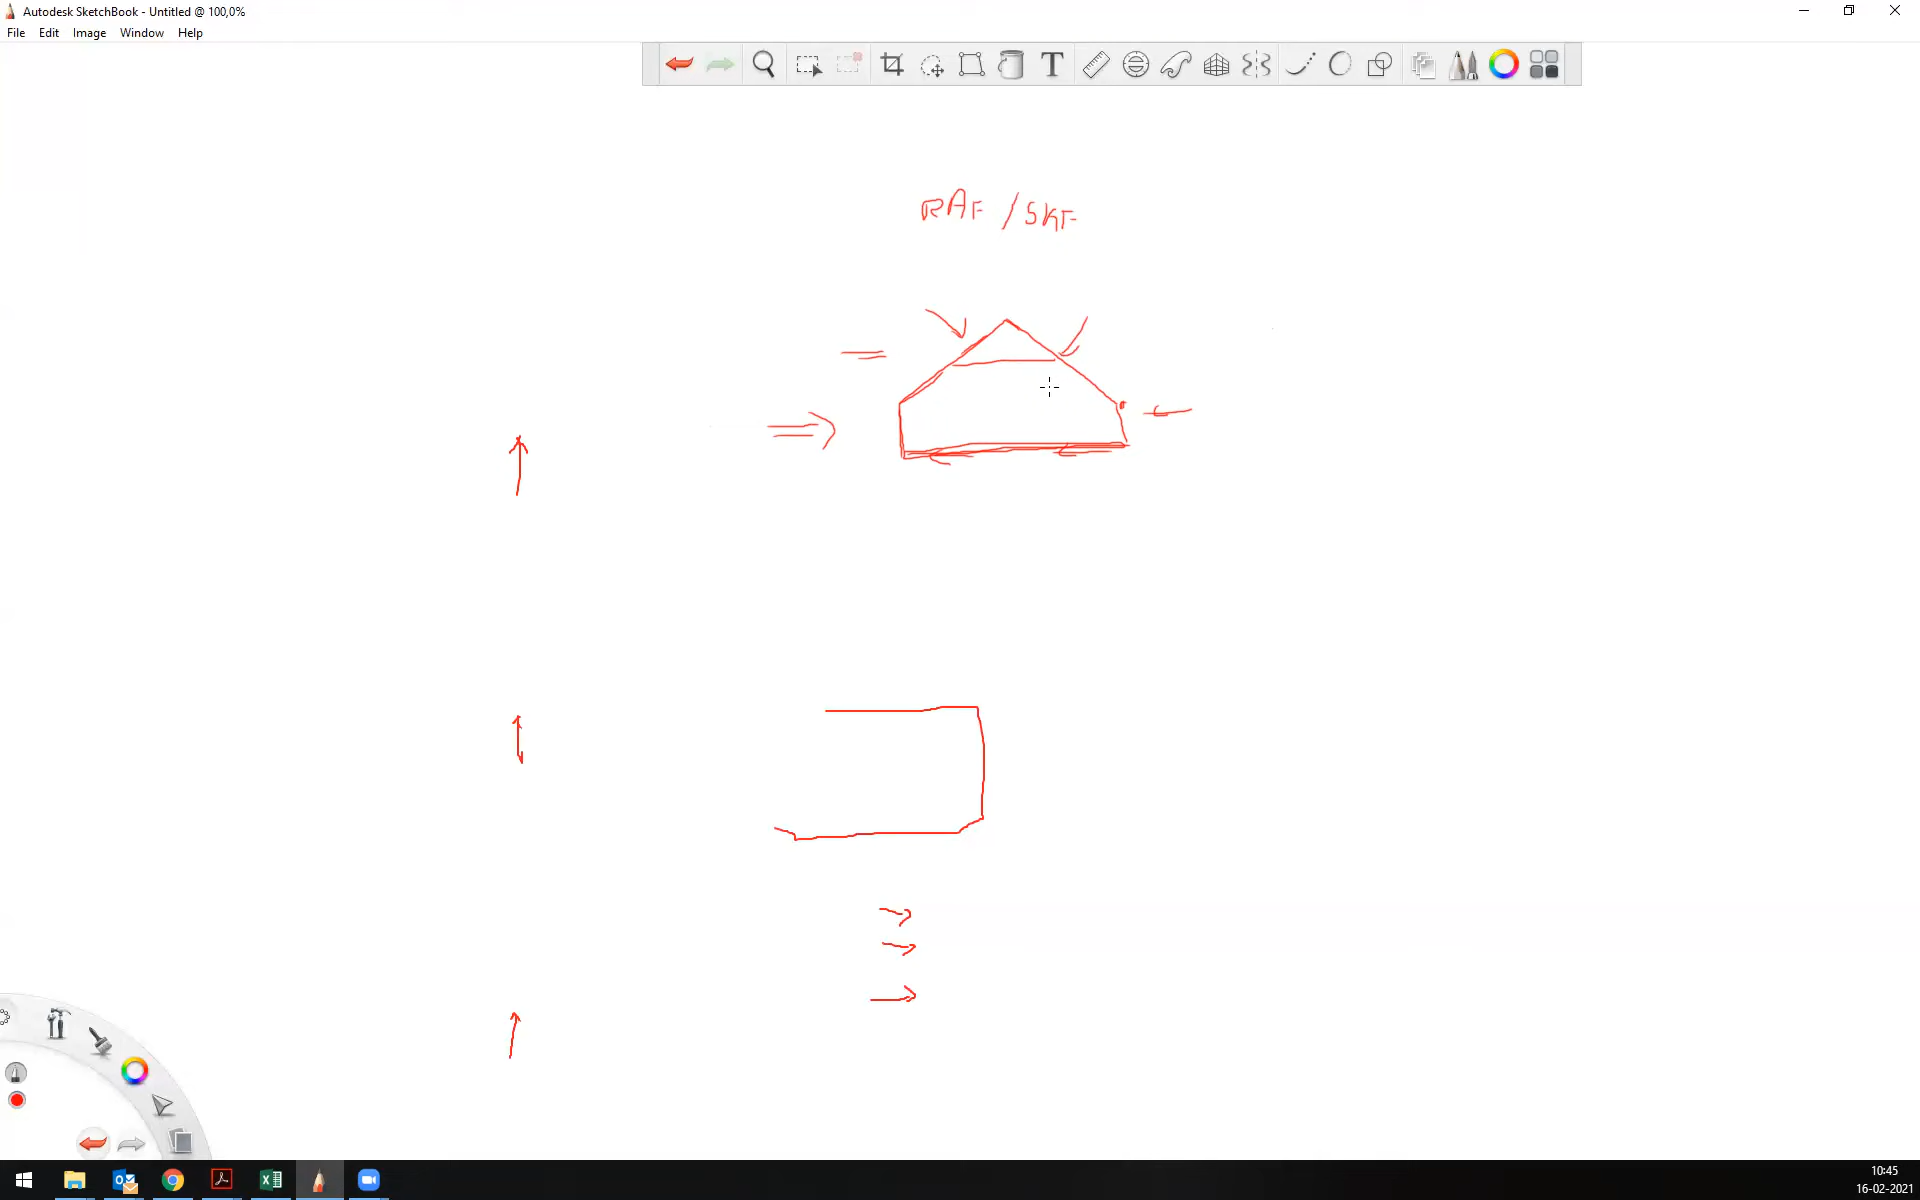 Autodesk SketchBook - Untitled @ 100,0%
File Edit Image Window Help
RAF / SKF
10:45
16-02-2021